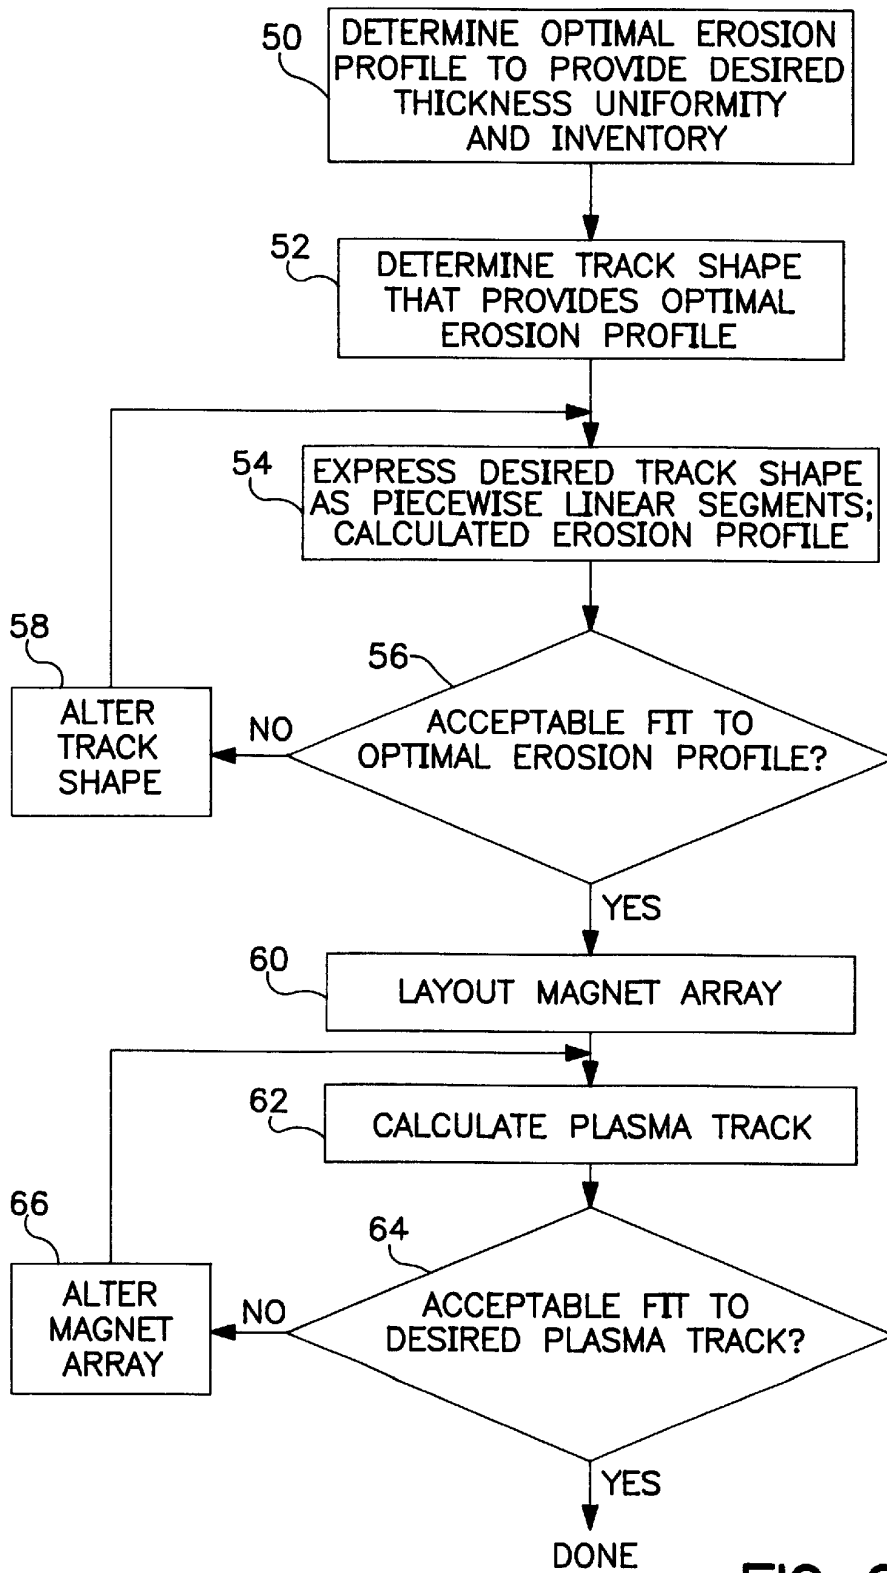 50
DETERMINE OPTIMAL EROSION
PROFILE TO PROVIDE DESIRED
THICKNESS UNIFORMITY
AND INVENTORY
52
DETERMINE TRACK SHAPE
THAT PROVIDES OPTIMAL
EROSION PROFILE
54
EXPRESS DESIRED TRACK SHAPE
AS PIECEWISE LINEAR SEGMENTS;
CALCULATED EROSION PROFILE
56
ACCEPTABLE FIT TO
OPTIMAL EROSION PROFILE?
NO
58
ALTER
TRACK
SHAPE
YES
60
LAYOUT MAGNET ARRAY
62
CALCULATE PLASMA TRACK
64
ACCEPTABLE FIT TO
DESIRED PLASMA TRACK?
NO
66
ALTER
MAGNET
ARRAY
YES
DONE
FIG.